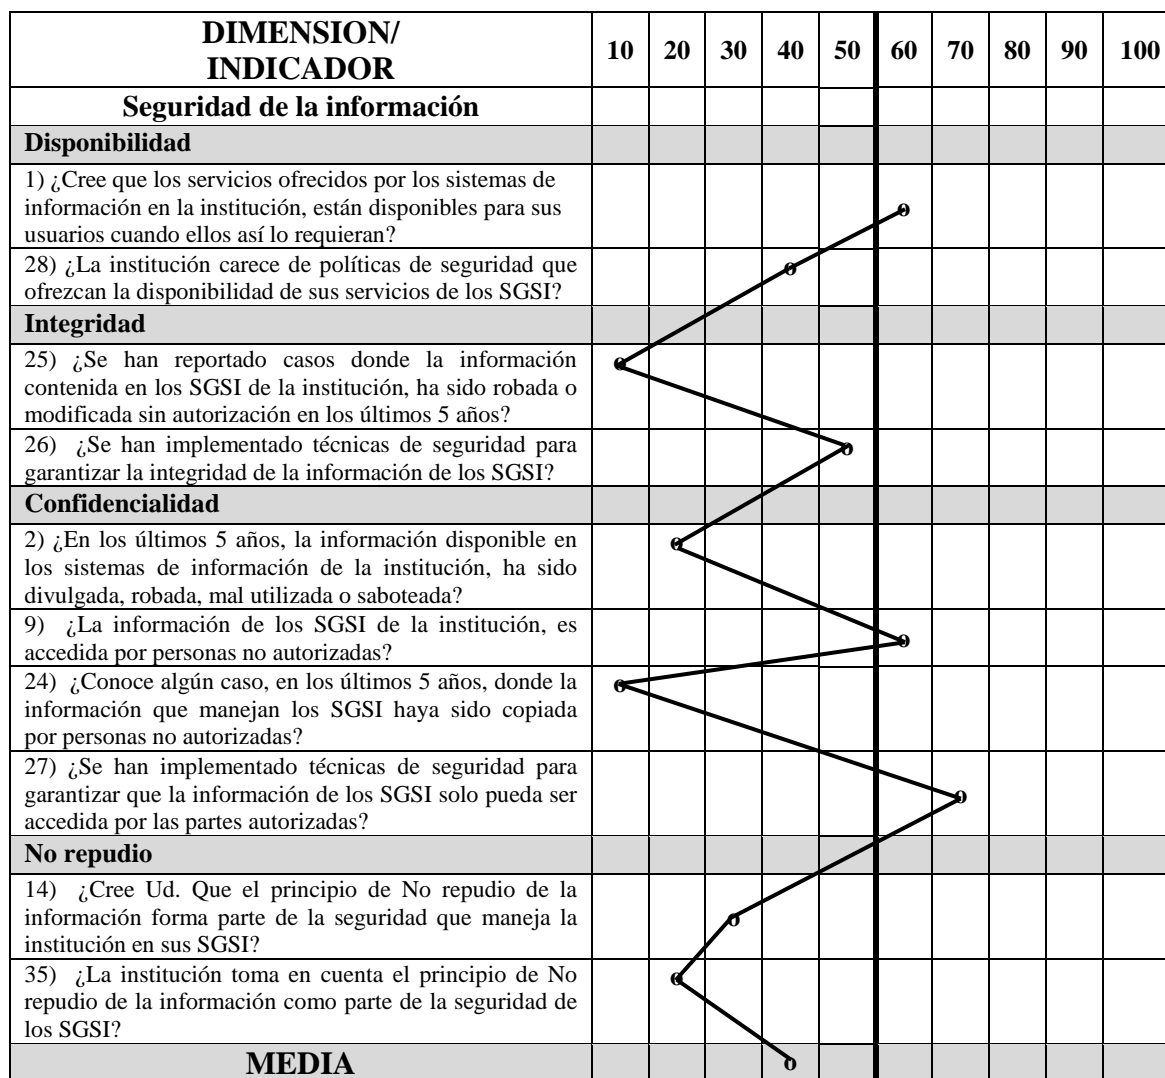 DIMENSION/
INDICADOR
10 20 30 40 50 60 70 80 90 100
Seguridad de la información
Disponibilidad
1) ¿Cree que los servicios ofrecidos por los sistemas de
información en la institución, están disponibles para sus
usuarios cuando ellos así lo requieran?
o
28) ¿La institución carece de políticas de seguridad que
ofrezcan la disponibilidad de sus servicios de los SGSI?
o
Integridad
25) ¿Se han reportado casos donde la información
contenida en los SGSI de la institución, ha sido robada o
modificada sin autorización en los últimos 5 años?
o
26) ¿Se han implementado técnicas de seguridad para
garantizar la integridad de la información de los SGSI?
o
Confidencialidad
2) ¿En los últimos 5 años, la información disponible en
los sistemas de información de la institución, ha sido
divulgada, robada, mal utilizada o saboteada?
o
9) ¿La información de los SGSI de la institución, es
accedida por personas no autorizadas?
o
24) ¿Conoce algún caso, en los últimos 5 años, donde la
información que manejan los SGSI haya sido copiada
por personas no autorizadas?
o
27) ¿Se han implementado técnicas de seguridad para
garantizar que la información de los SGSI solo pueda ser
accedida por las partes autorizadas?
o
No repudio
14) ¿Cree Ud. Que el principio de No repudio de la
información forma parte de la seguridad que maneja la
institución en sus SGSI?
o
35) ¿La institución toma en cuenta el principio de No
repudio de la información como parte de la seguridad de
los SGSI?
o
MEDIA
o